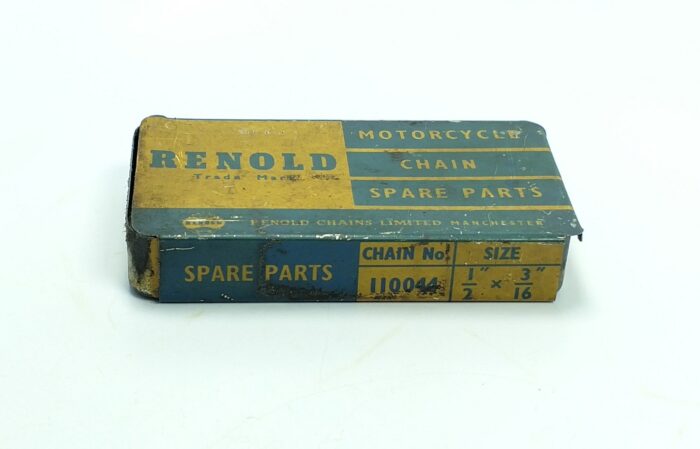 RENOLD
Trade Mark
MOTORCYCLE
CHAIN
SPARE PARTS
RENOLD CHAINS LIMITED MANCHESTER
SPARE PARTS
CHAIN No.
110044
SIZE
1/2" × 3/16"